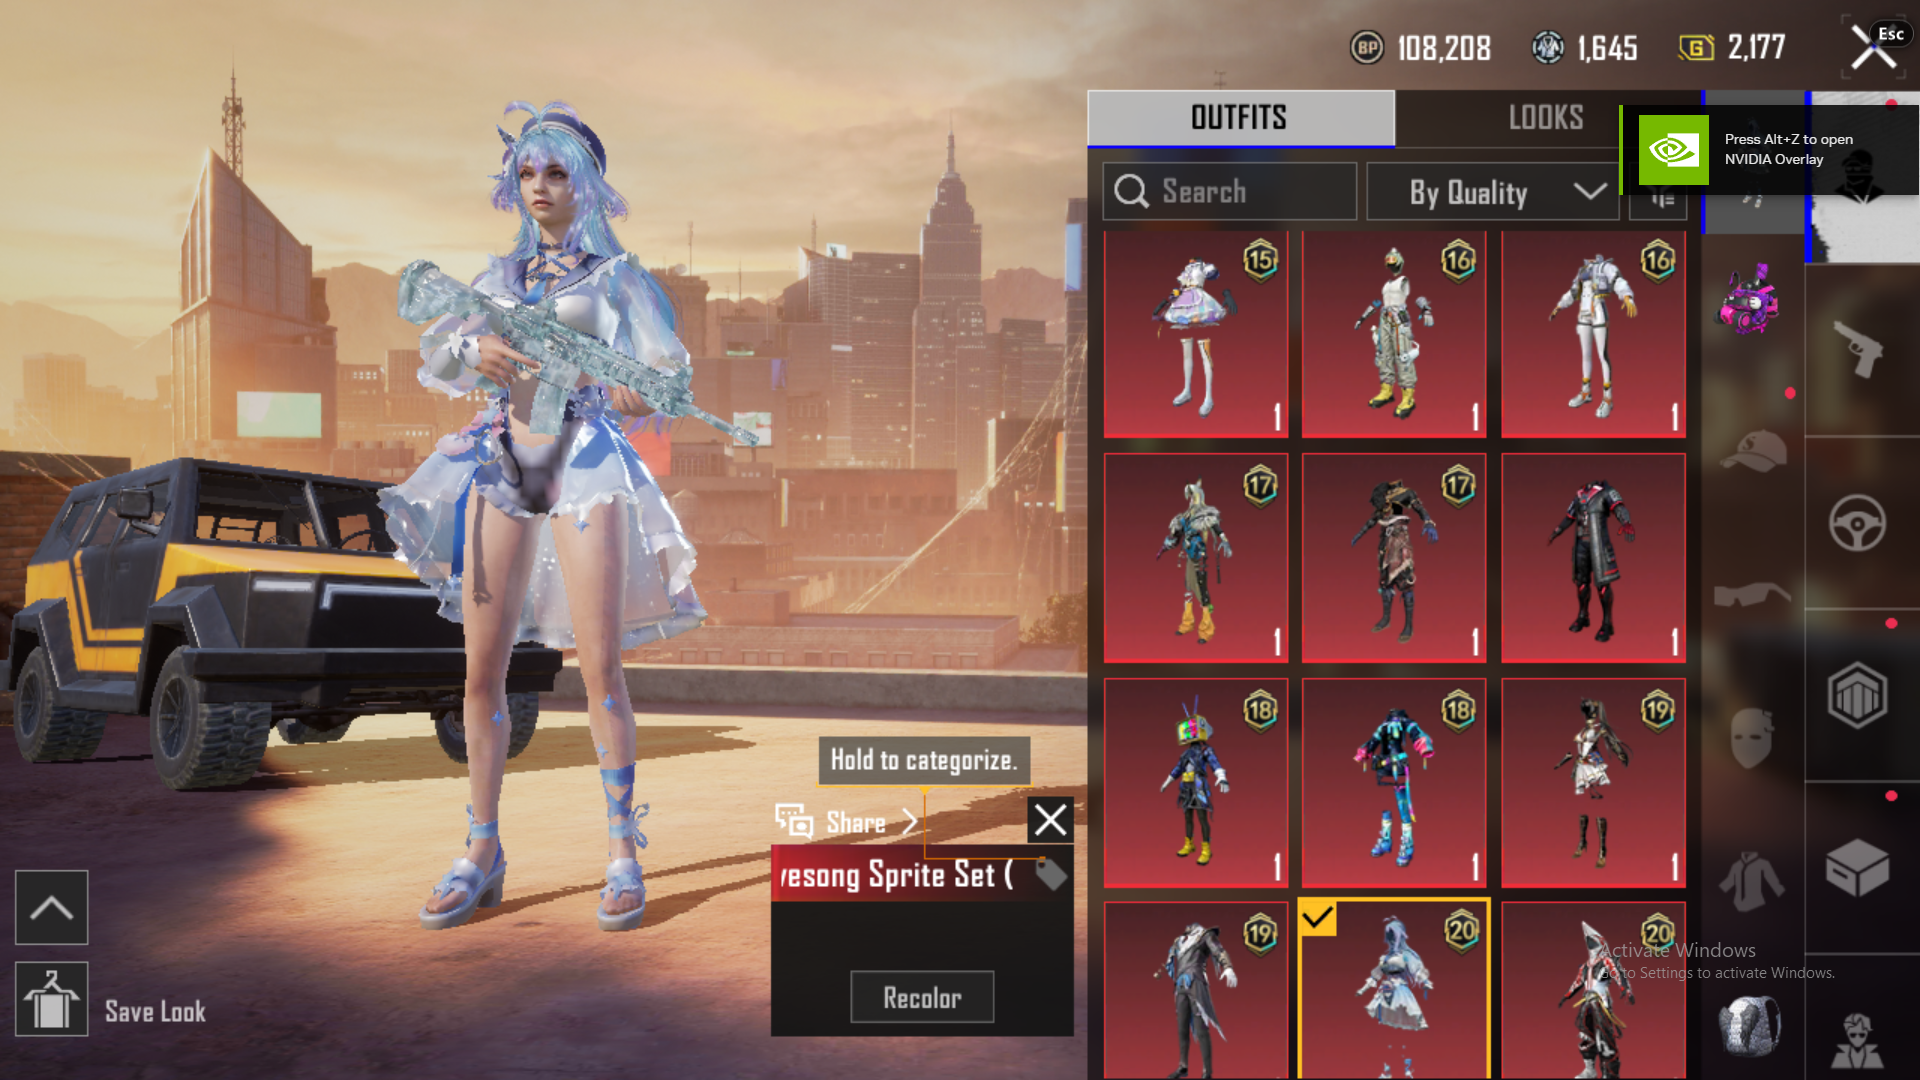 BP 108,208 1,645 G 2,177 Esc
OUTFITS LOOKS
Press Alt+Z to open
NVIDIA Overlay
Search By Quality
15 16 16
1 1 1
17 17
1 1 1
18 18 19
1 1 1
19 20 20
Hold to categorize.
Share
vesong Sprite Set (
Recolor
Save Look
Activate Windows
Go to Settings to activate Windows.